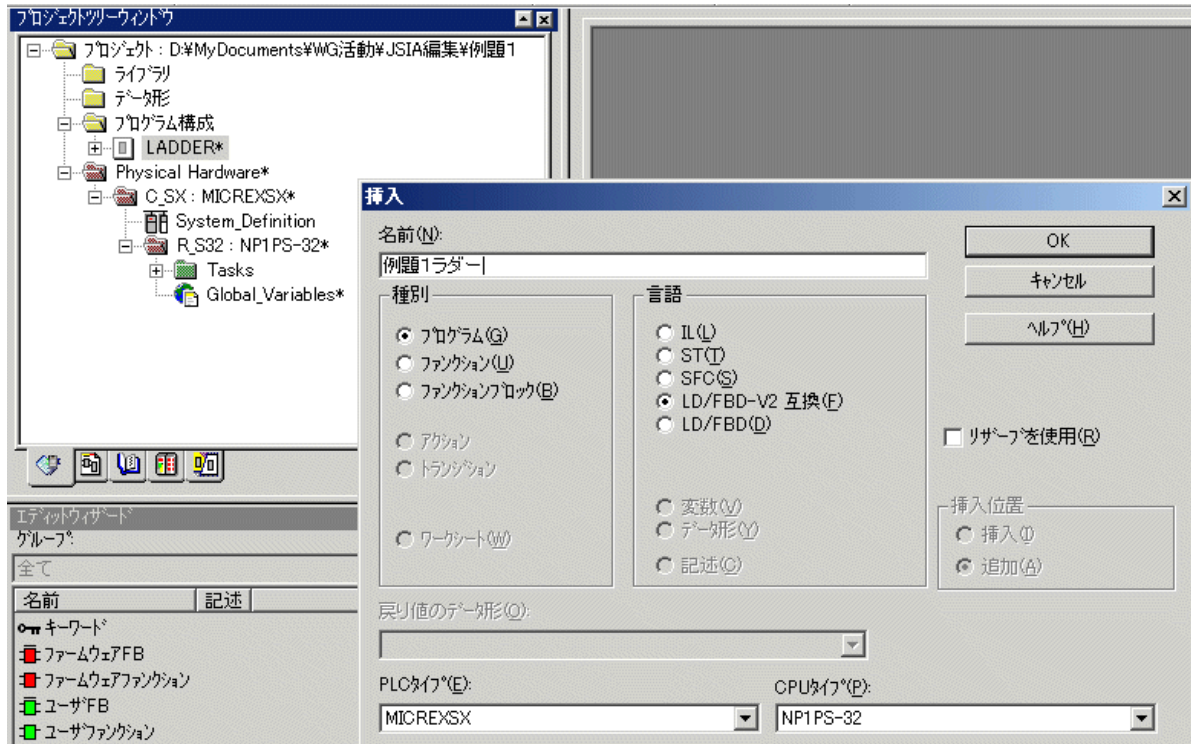 プロジェクトツリーウィンドウ
プロジェクト : D:¥MyDocuments¥WG活動¥JSIA編集¥例題1
ライブラリ
データ形
プログラム構成
LADDER*
Physical Hardware*
C_SX : MICREXSX*
System_Definition
R_S32 : NP1PS-32*
Tasks
Global_Variables*
エディットウィザード
グループ:
全て
名前
記述
キーワード
ファームウェアFB
ファームウェアファンクション
ユーザFB
ユーザファンクション
挿入
名前(N):
例題1ラダー
種別
プログラム(G)
ファンクション(U)
ファンクションブロック(B)
アクション
トランジション
ワークシート(W)
言語
IL(L)
ST(T)
SFC(S)
LD/FBD-V2 互換(F)
LD/FBD(D)
変数(V)
データ形(Y)
記述(C)
OK
キャンセル
ヘルプ(H)
リザーブを使用(R)
挿入位置
挿入(I)
追加(A)
戻り値のデータ形(O):
PLCタイプ(E):
MICREXSX
CPUタイプ(P):
NP1PS-32